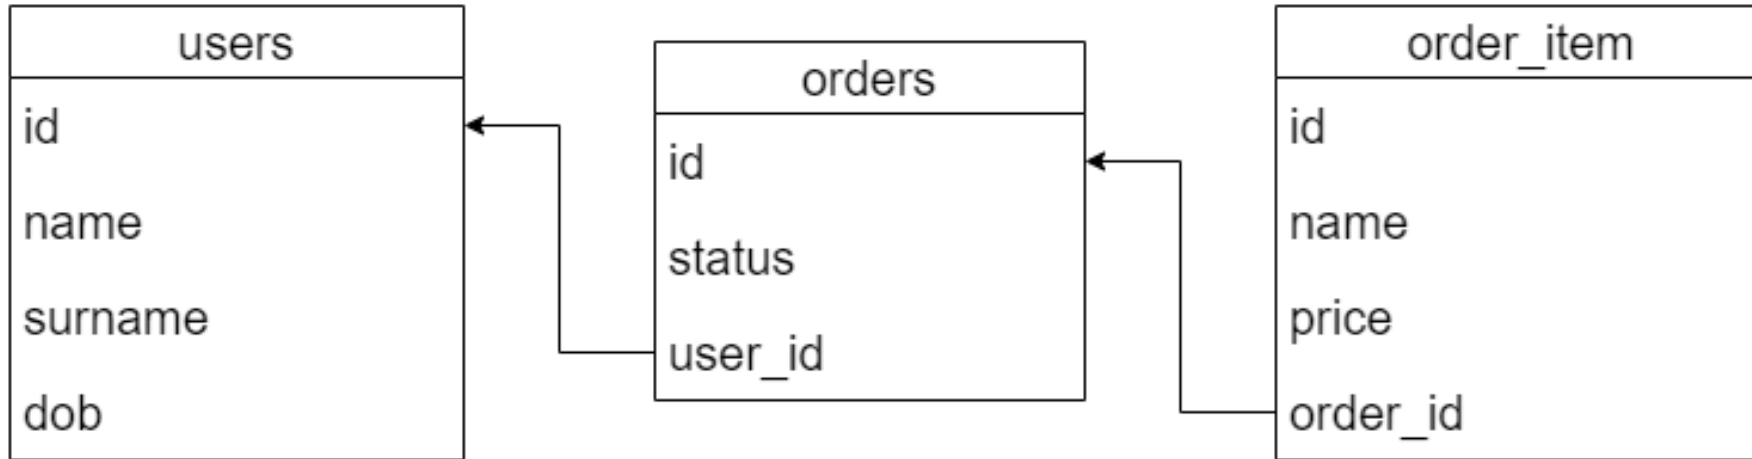 users
id
name
surname
dob
orders
id
status
user_id
order_item
id
name
price
order_id